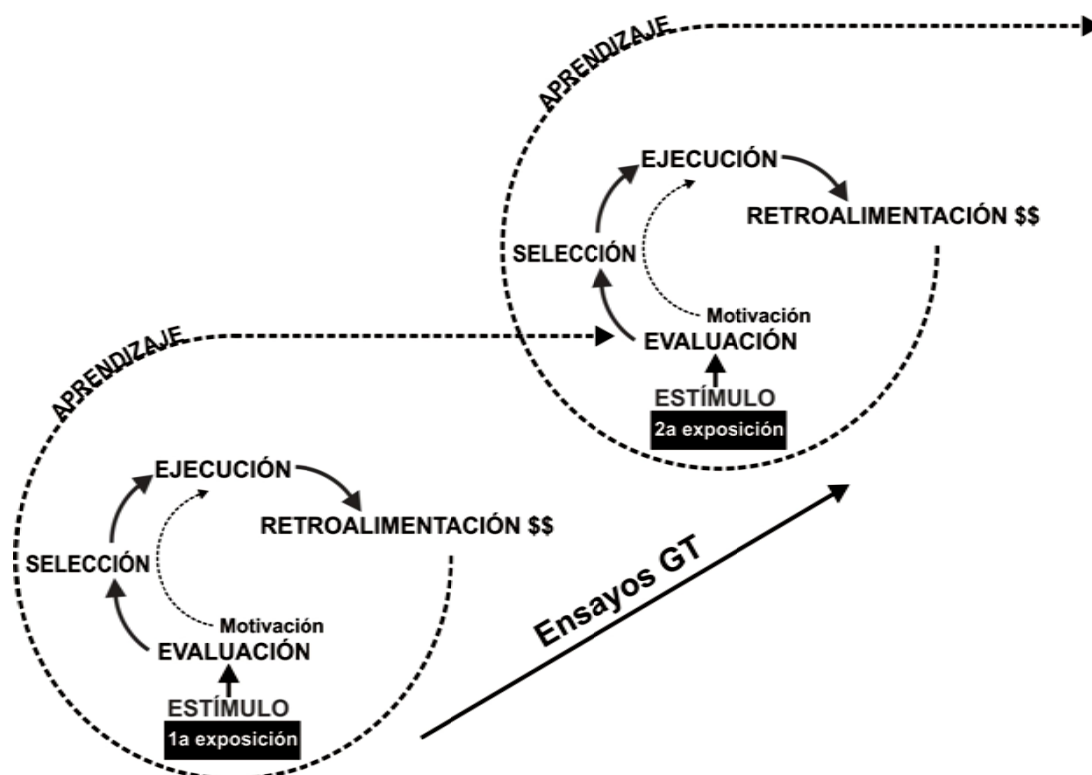 APRENDIZAJE
EJECUCIÓN
RETROALIMENTACIÓN $$
SELECCIÓN
Motivación
EVALUACIÓN
ESTÍMULO
2a exposición
APRENDIZAJE
EJECUCIÓN
RETROALIMENTACIÓN $$
SELECCIÓN
Motivación
EVALUACIÓN
ESTÍMULO
1a exposición
Ensayos GT